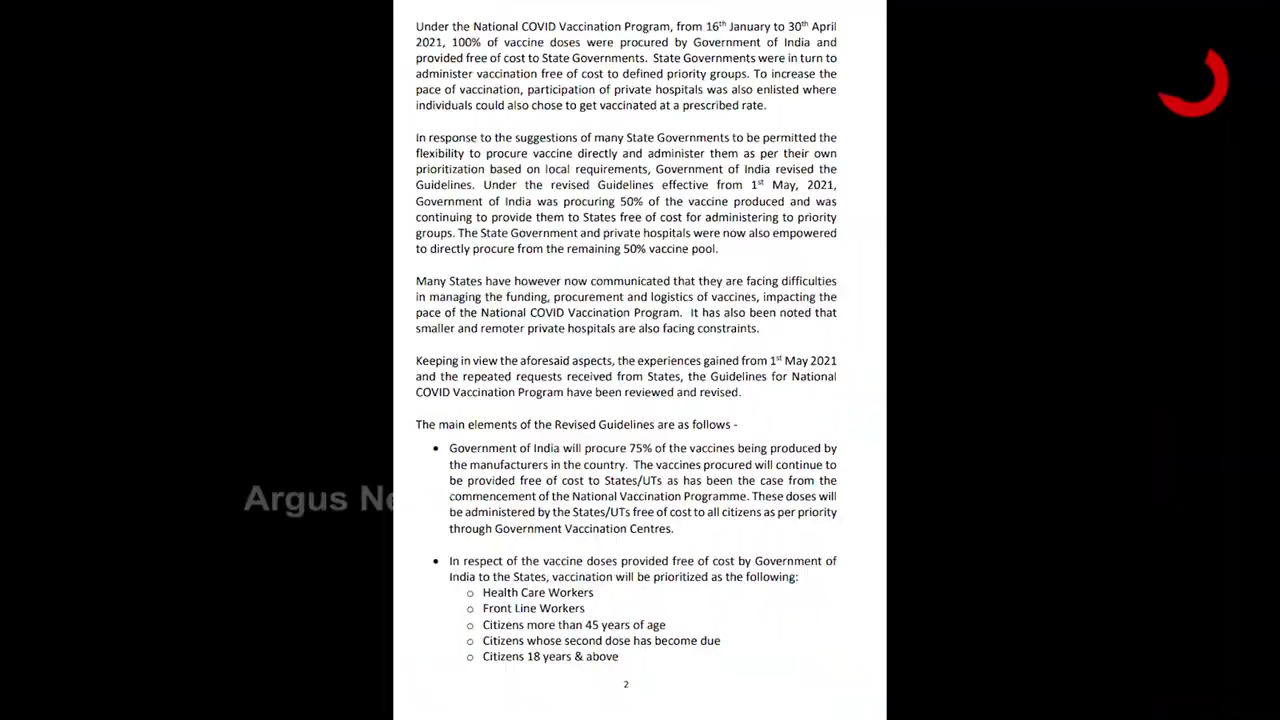 Under the National COVID Vaccination Program, from 16th January to 30th April
2021, 100% of vaccine doses were procured by Government of India and
provided free of cost to State Governments. State Governments were in turn to
administer vaccination free of cost to defined priority groups. To increase the
pace of vaccination, participation of private hospitals was also enlisted where
individuals could also chose to get vaccinated at a prescribed rate.
In response to the suggestions of many State Governments to be permitted the
flexibility to procure vaccine directly and administer them as per their own
prioritization based on local requirements, Government of India revised the
Guidelines. Under the revised Guidelines effective from 1st May, 2021,
Government of India was procuring 50% of the vaccine produced and was
continuing to provide them to States free of cost for administering to priority
groups. The State Government and private hospitals were now also empowered
to directly procure from the remaining 50% vaccine pool.
Many States have however now communicated that they are facing difficulties
in managing the funding, procurement and logistics of vaccines, impacting the
pace of the National COVID Vaccination Program. It has also been noted that
smaller and remoter private hospitals are also facing constraints.
Keeping in view the aforesaid aspects, the experiences gained from 1st May 2021
and the repeated requests received from States, the Guidelines for National
COVID Vaccination Program have been reviewed and revised.
The main elements of the Revised Guidelines are as follows -
• Government of India will procure 75% of the vaccines being produced by
the manufacturers in the country. The vaccines procured will continue to
be provided free of cost to States/UTs as has been the case from the
commencement of the National Vaccination Programme. These doses will
be administered by the States/UTs free of cost to all citizens as per priority
through Government Vaccination Centres.
• In respect of the vaccine doses provided free of cost by Government of
India to the States, vaccination will be prioritized as the following:
o Health Care Workers
o Front Line Workers
o Citizens more than 45 years of age
o Citizens whose second dose has become due
o Citizens 18 years & above
2
Argus Ne